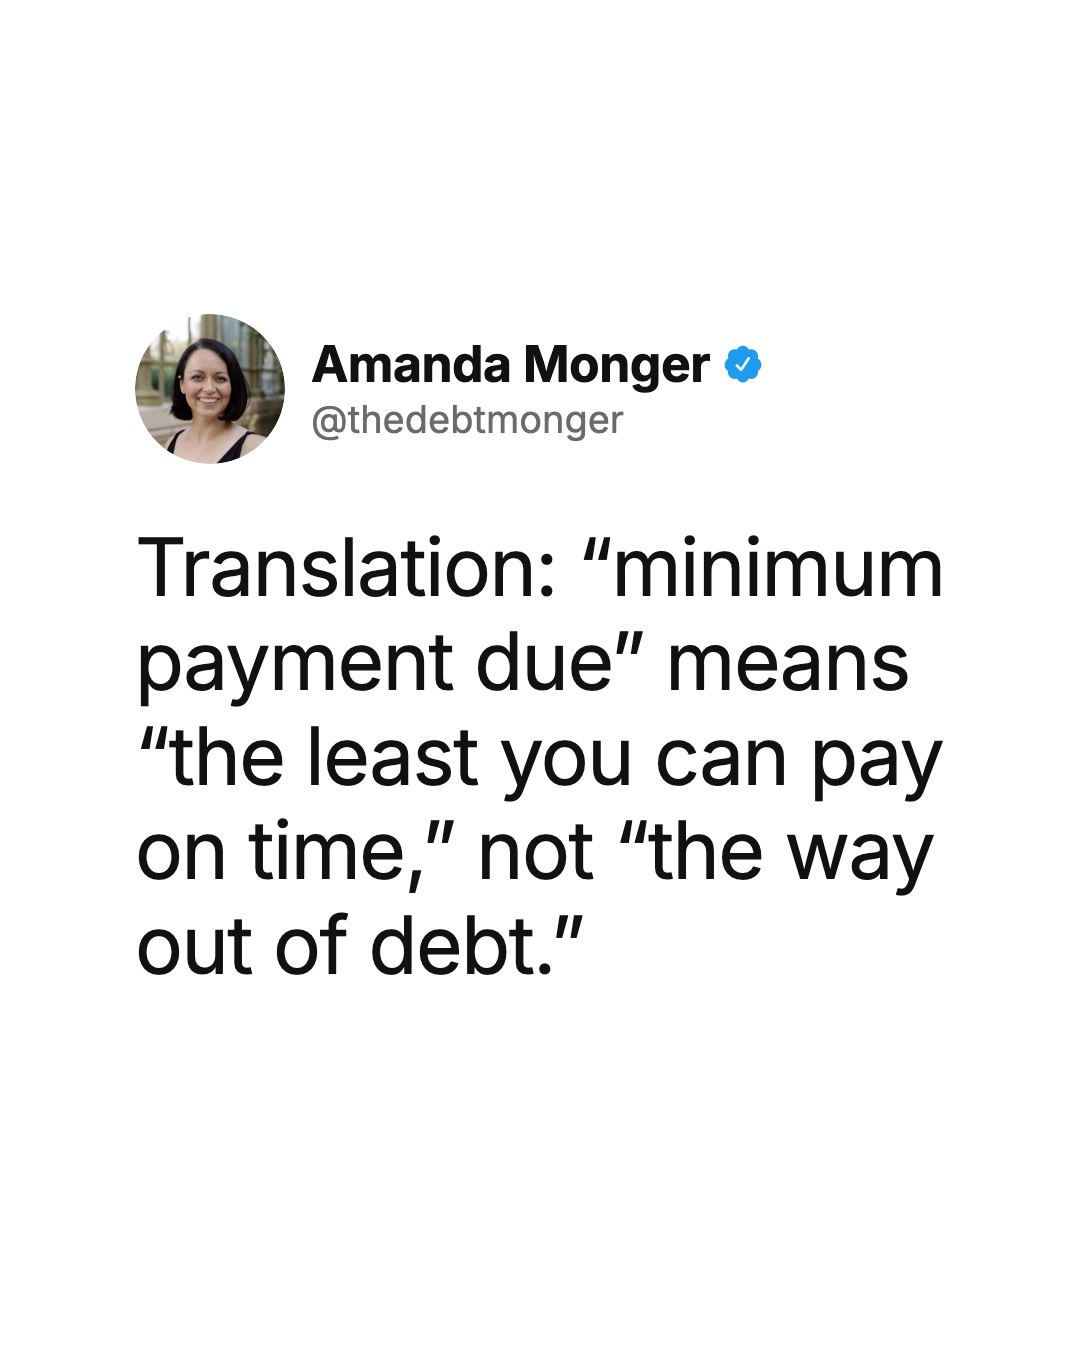 Amanda Monger
@thedebtmonger
Translation: “minimum
payment due” means
“the least you can pay
on time,” not “the way
out of debt.”